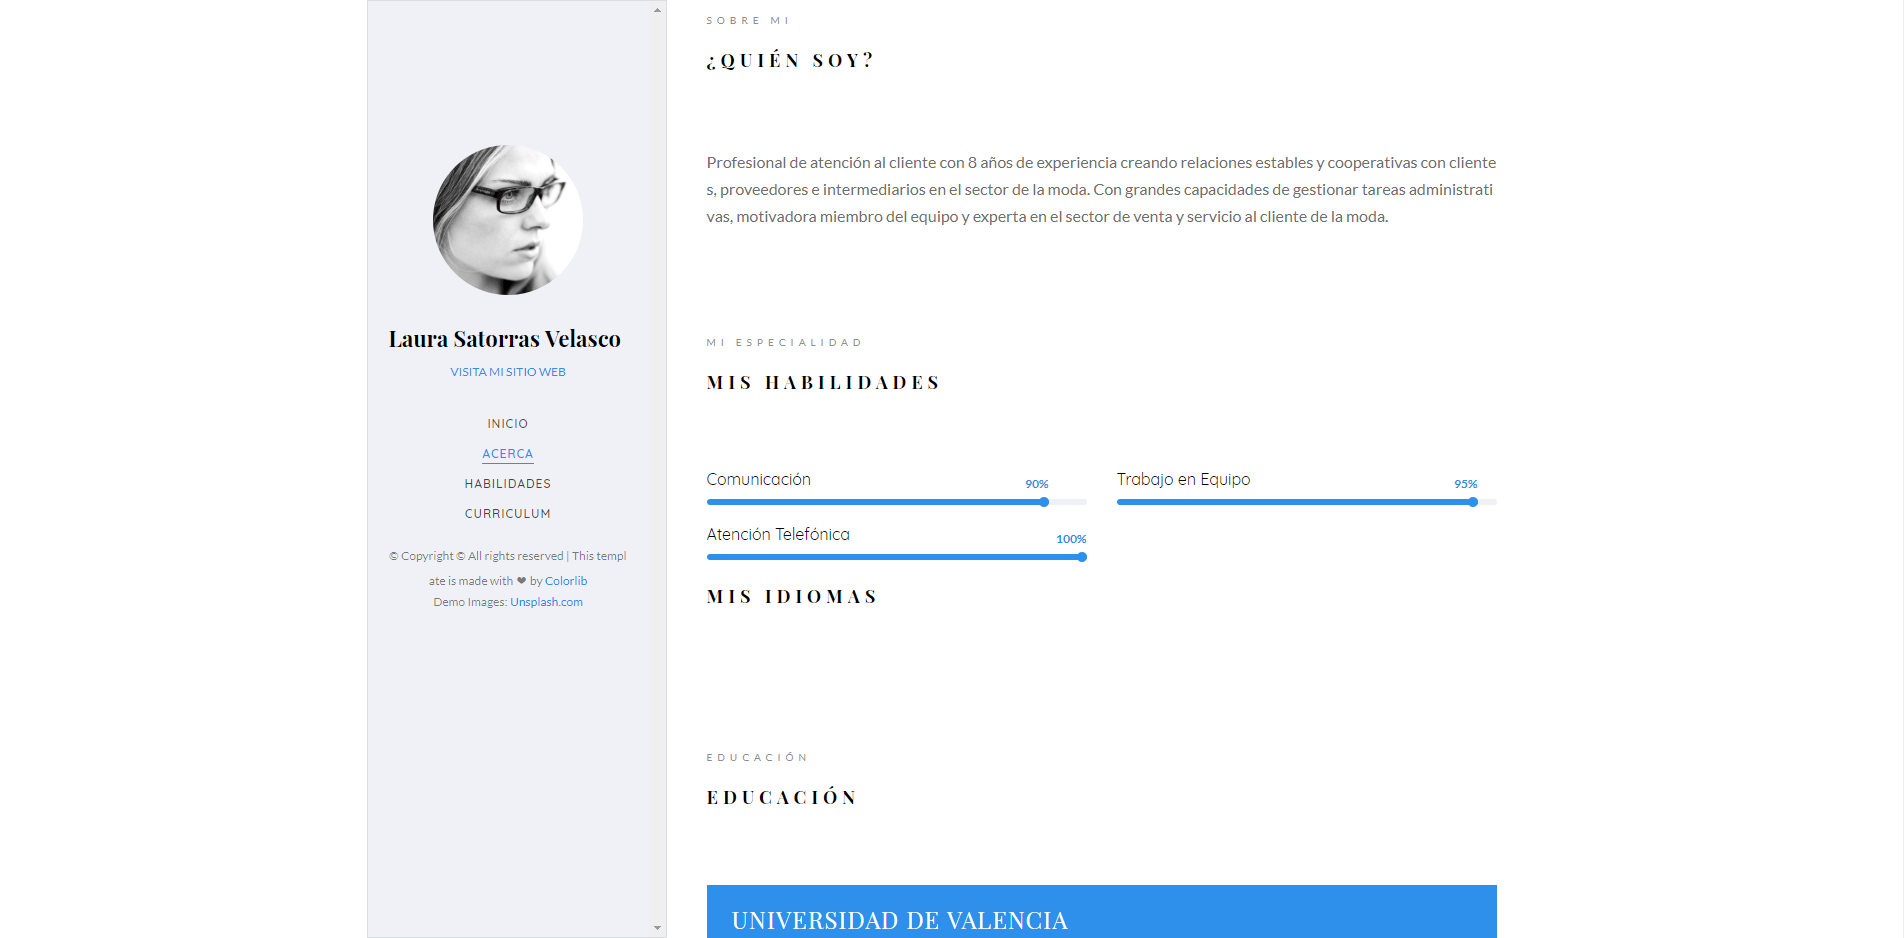 Laura Satorras Velasco
VISITA MI SITIO WEB
INICIO
ACERCA
HABILIDADES
CURRICULUM
© Copyright © All rights reserved | This templ
ate is made with ❤ by Colorlib
Demo Images: Unsplash.com
SOBRE MI
¿QUIÉN SOY?
Profesional de atención al cliente con 8 años de experiencia creando relaciones estables y cooperativas con cliente
s, proveedores e intermediarios en el sector de la moda. Con grandes capacidades de gestionar tareas administrati
vas, motivadora miembro del equipo y experta en el sector de venta y servicio al cliente de la moda.
MI ESPECIALIDAD
MIS HABILIDADES
Comunicación 90%
Trabajo en Equipo 95%
Atención Telefónica 100%
MIS IDIOMAS
EDUCACIÓN
EDUCACIÓN
UNIVERSIDAD DE VALENCIA